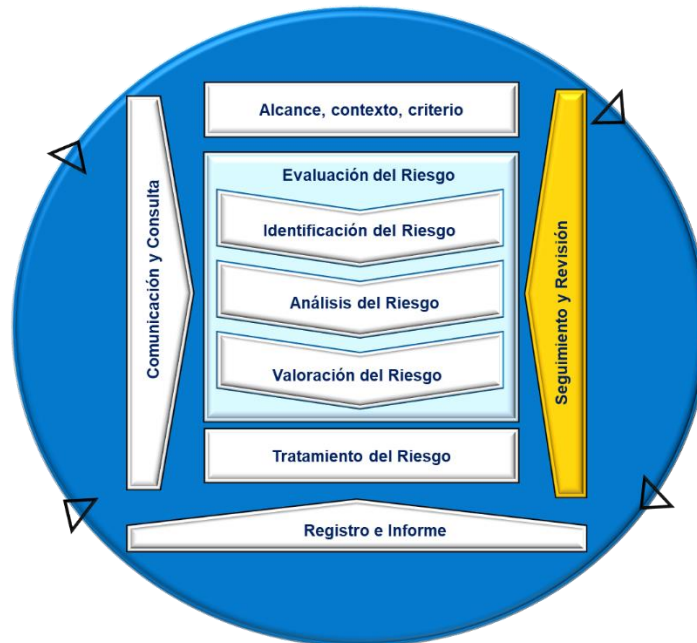 Alcance, contexto, criterio
Comunicación y Consulta
Evaluación del Riesgo
Identificación del Riesgo
Análisis del Riesgo
Valoración del Riesgo
Seguimiento y Revisión
Tratamiento del Riesgo
Registro e Informe